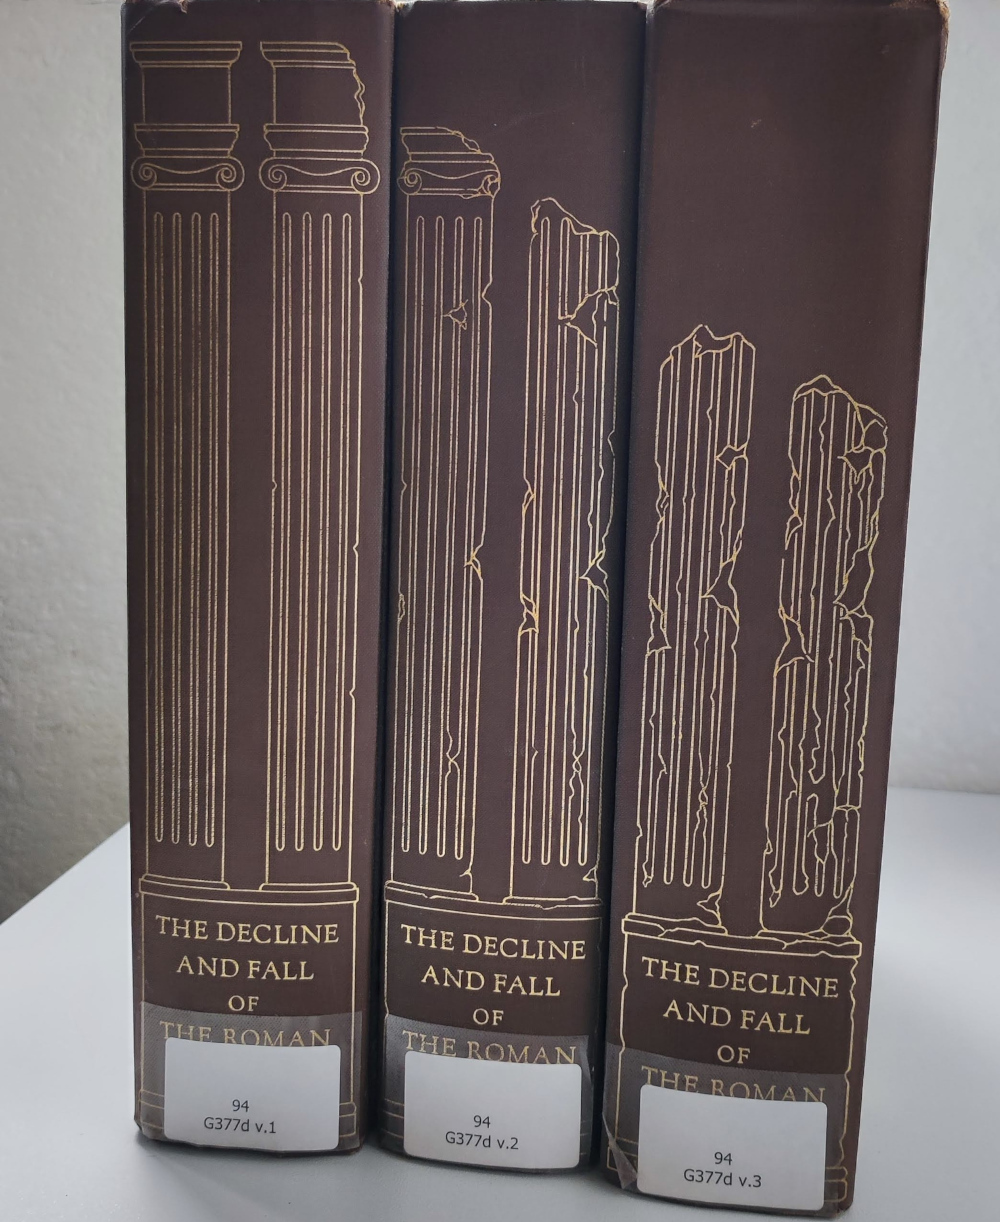 THE DECLINE
AND FALL
OF
THE ROMAN
94
G377d v.1
THE DECLINE
AND FALL
OF
THE ROMAN
94
G377d v.2
THE DECLINE
AND FALL
OF
THE ROMAN
94
G377d v.3